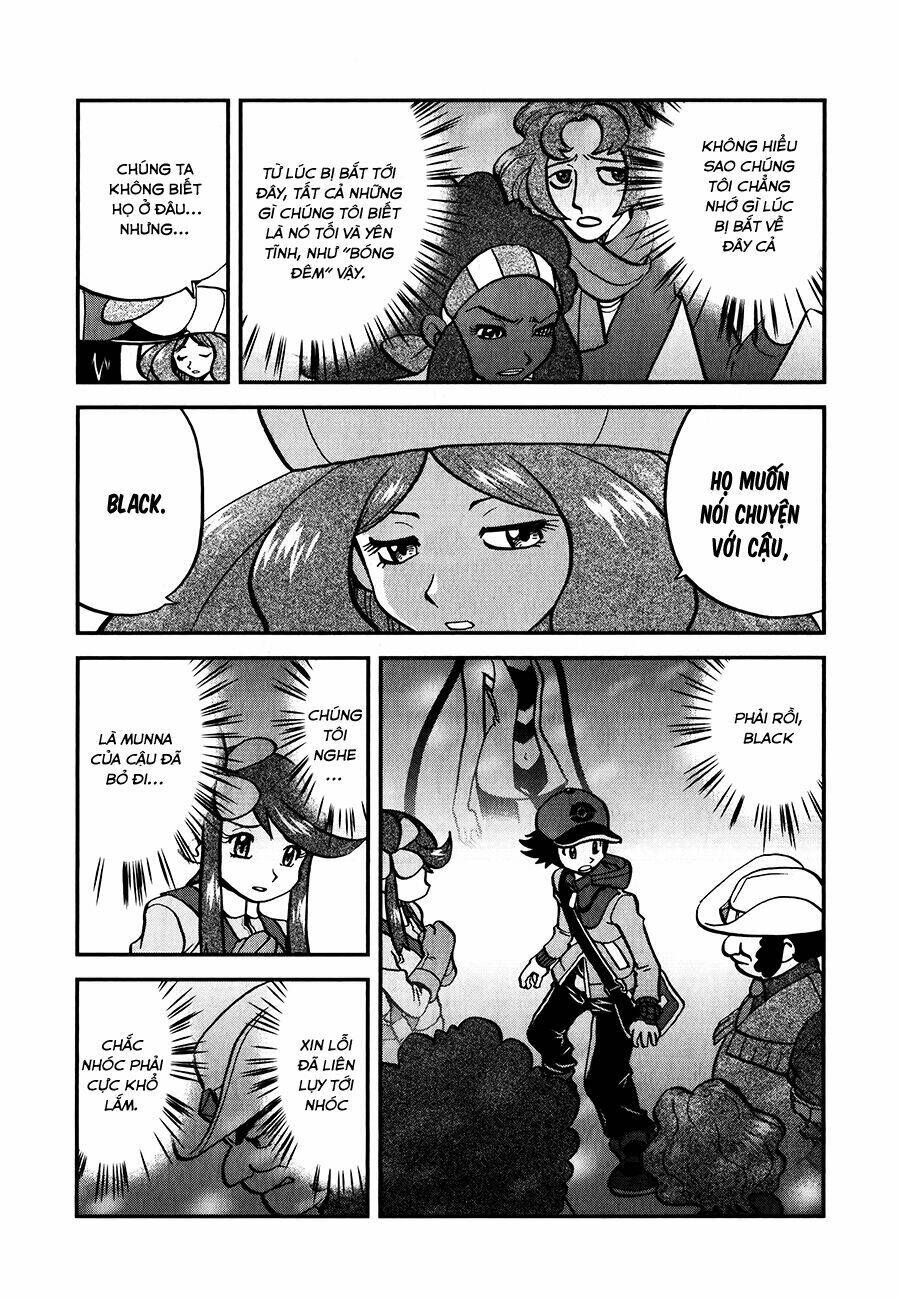 KHÔNG HIỂU
SAO CHÚNG
TÔI CHẲNG
NHỚ GÌ LÚC
BỊ BẮT VỀ
ĐÂY CẢ
TỪ LÚC BỊ BẮT TỚI
ĐÂY, TẤT CẢ NHỮNG
GÌ CHÚNG TÔI BIẾT
LÀ NÓ TỐI VÀ YÊN
TĨNH, NHƯ “BÓNG
ĐÊM“ VẬY.
CHÚNG TA
KHÔNG BIẾT
HỌ Ở ĐÂU...
NHƯNG...
HỌ MUỐN
NÓI CHUYỆN
VỚI CẬU,
BLACK.
PHẢI RỒI,
BLACK
CHÚNG
TÔI
NGHE
...
LÀ MUNNA
CỦA CẬU ĐÃ
BỎ ĐI...
XIN LỖI
ĐÃ LIÊN
LỤY TỚI
NHÓC
CHẮC
NHÓC PHẢI
CỰC KHỔ
LẮM.